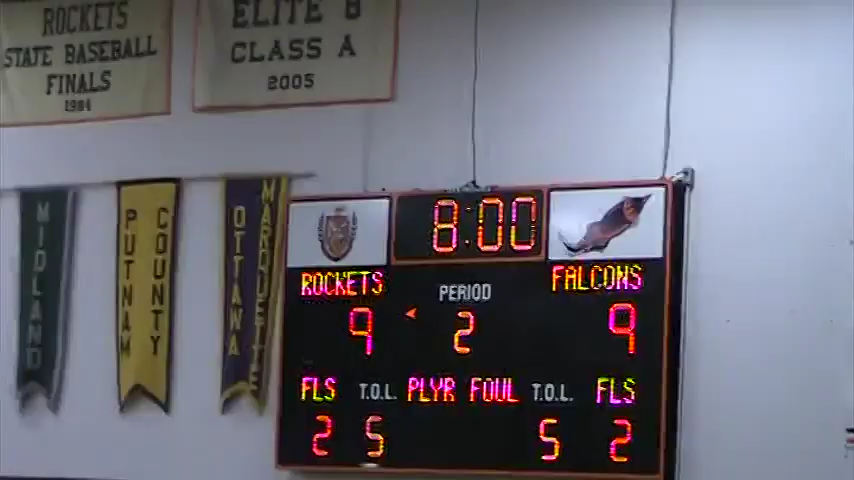 ROCKETS
STATE BASEBALL
FINALS
1984
ELITE 8
CLASS A
2005
MIDLAND
PUTNAM
COUNTY
OTTAWA
MARQUETTE
8:00
ROCKETS
PERIOD
FALCONS
9
2
9
FLS
T.O.L.
PLYR FOUL
T.O.L.
FLS
2
5
5
2